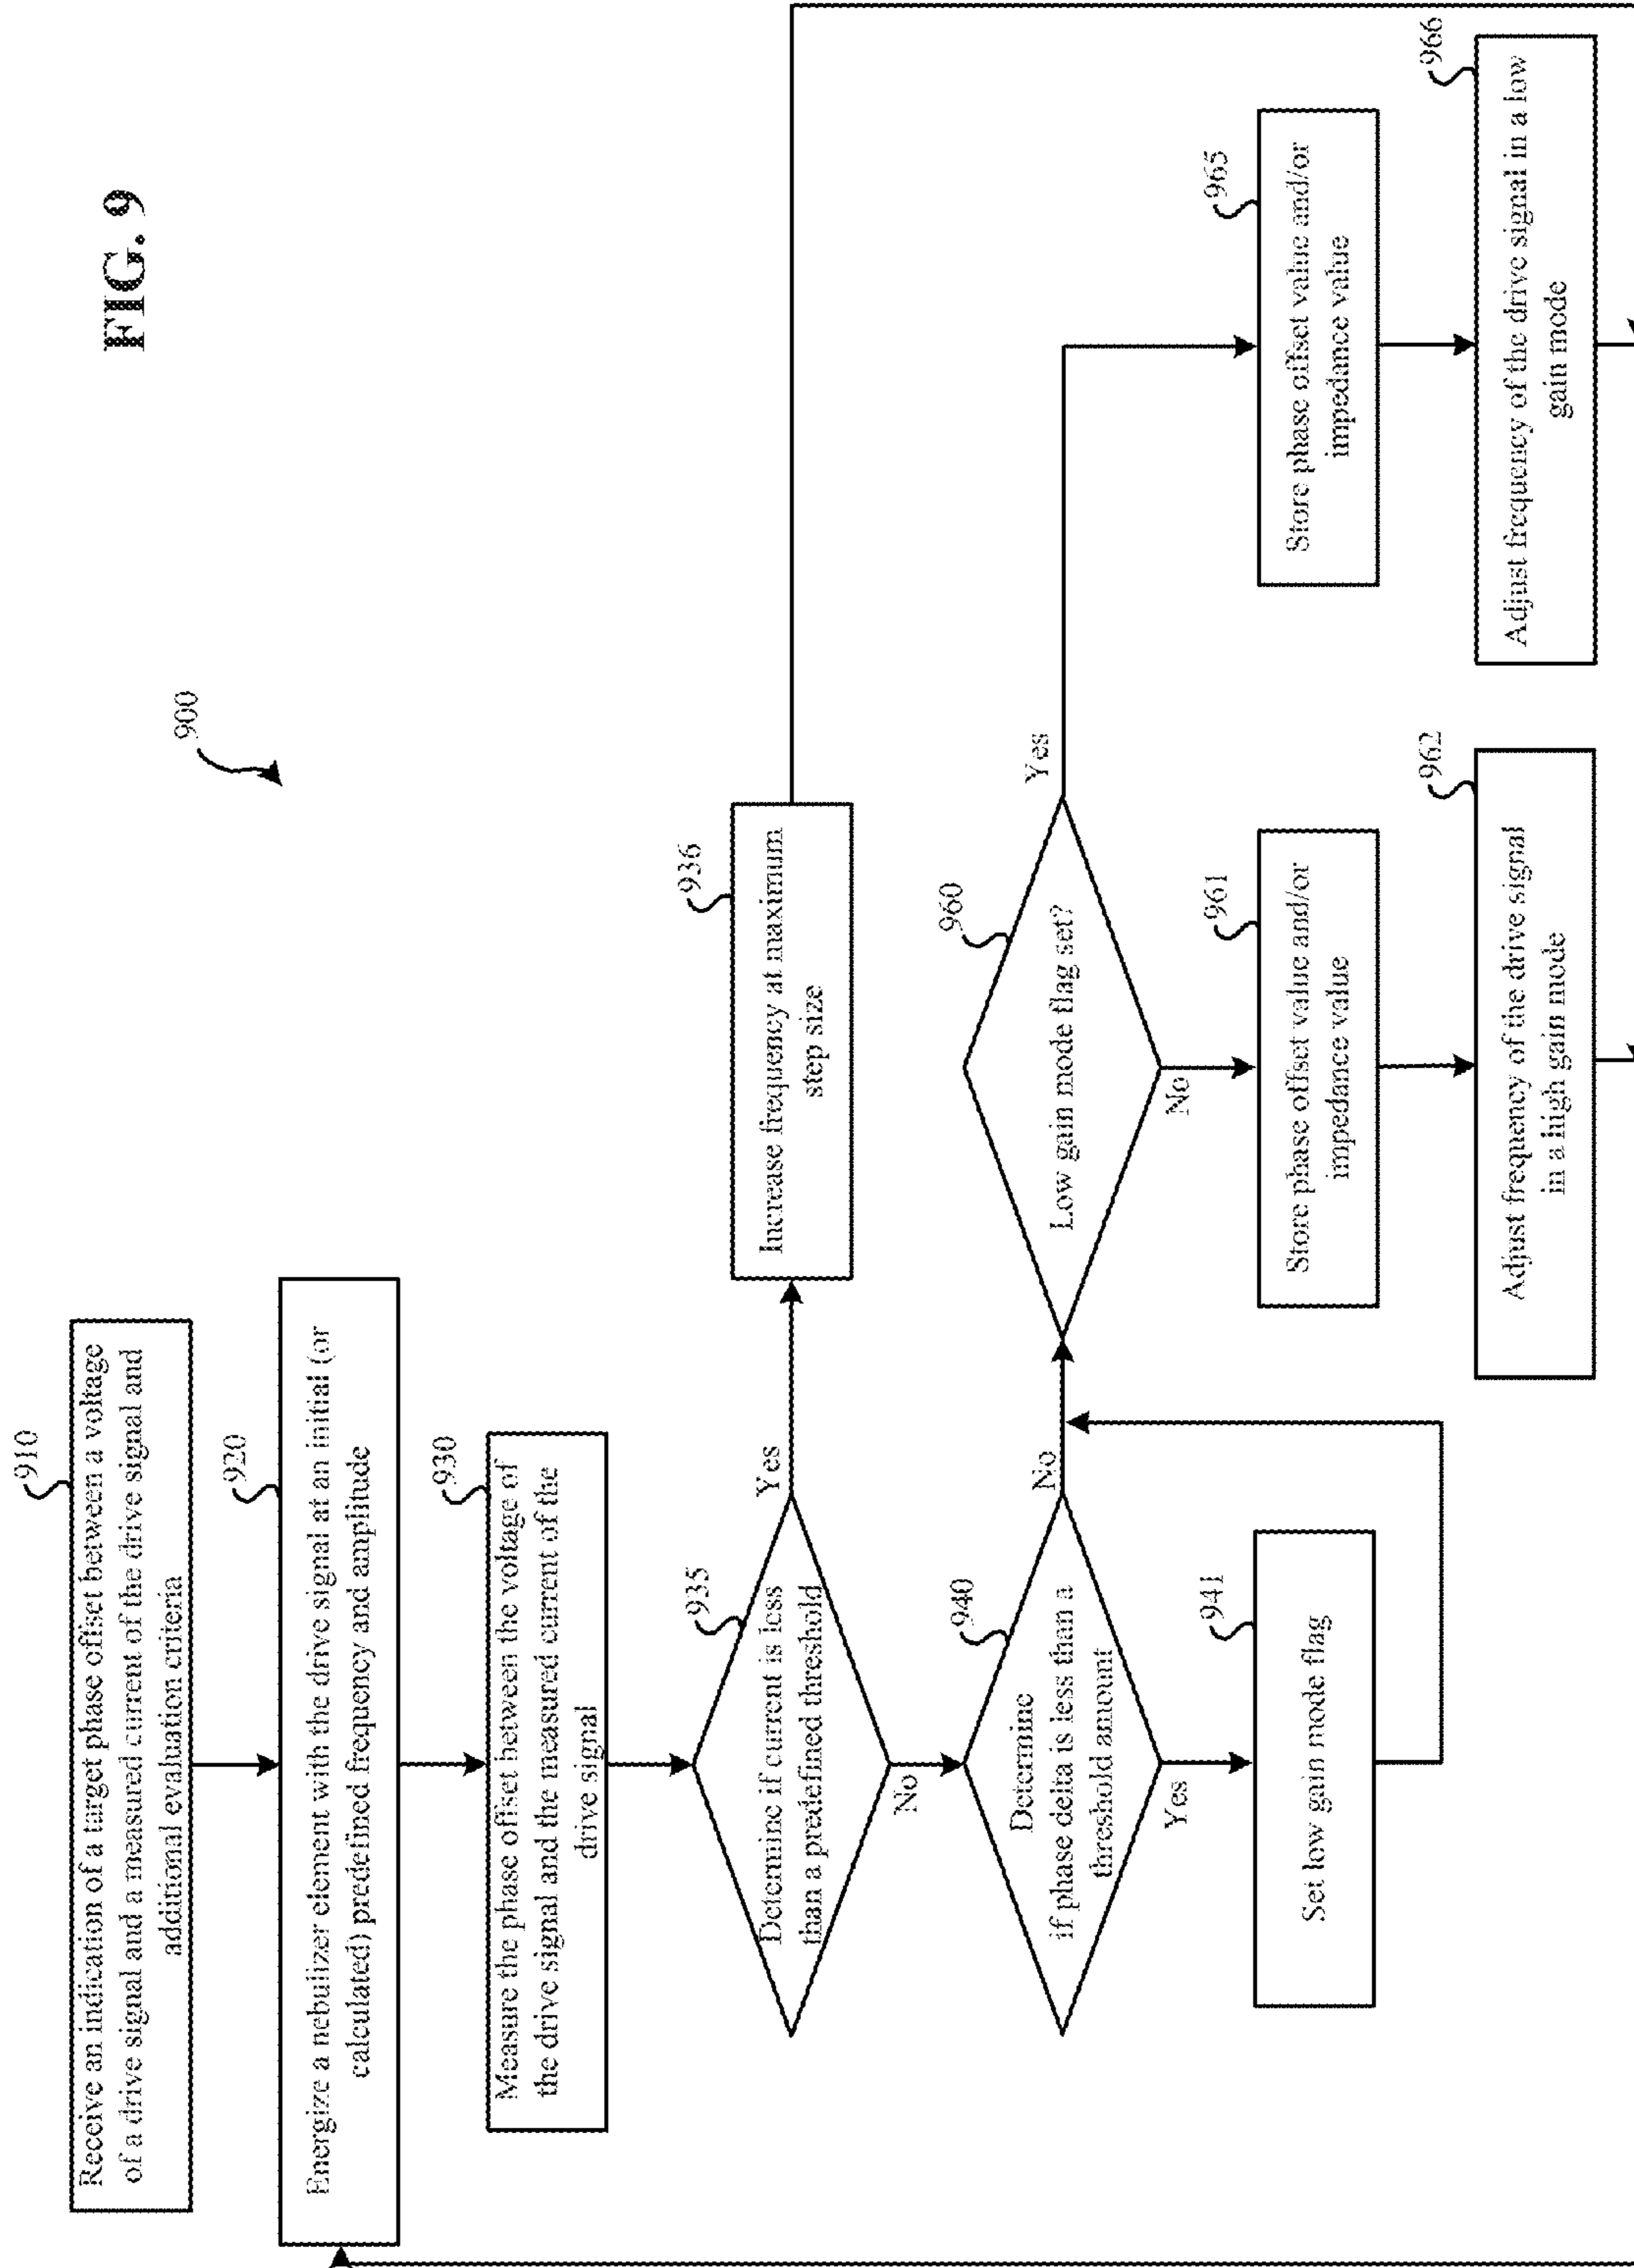 FIG. 9
900
910
Receive an indication of a target phase offset between a voltage
of a drive signal and a measured current of the drive signal and
additional evaluation criteria
920
Energize a nebulizer element with the drive signal at an initial (or
calculated) predefined frequency and amplitude
930
Measure the phase offset between the voltage of
the drive signal and the measured current of the
drive signal
935
Determine if current is less
than a predefined threshold
Yes
No
936
Increase frequency at maximum
step size
940
Determine
if phase delta is less than a
threshold amount
No
Yes
941
Set low gain mode flag
960
Low gain mode flag set?
Yes
No
961
Store phase offset value and/or
impedance value
962
Adjust frequency of the drive signal
in a high gain mode
965
Store phase offset value and/or
impedance value
966
Adjust frequency of the drive signal in a low
gain mode